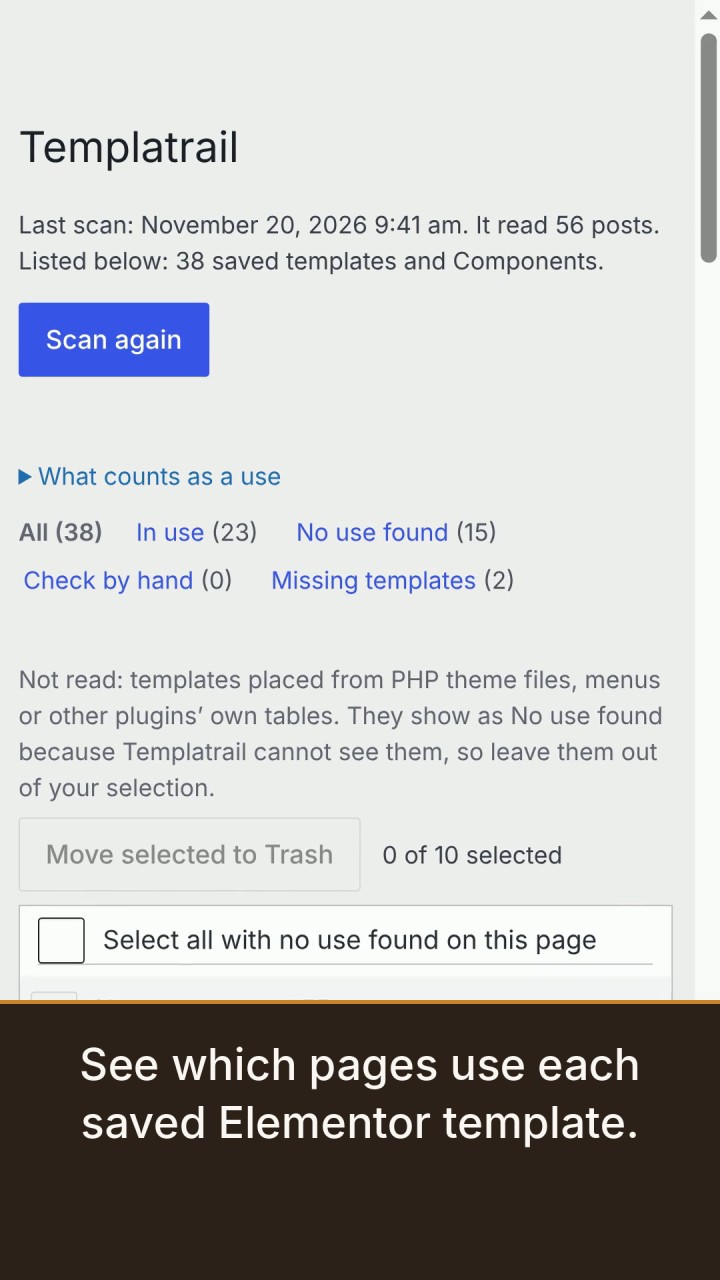 Templatrail
Last scan: November 20, 2026 9:41 am. It read 56 posts.
Listed below: 38 saved templates and Components.
Scan again
What counts as a use
All (38) In use (23) No use found (15)
Check by hand (0) Missing templates (2)
Not read: templates placed from PHP theme files, menus
or other plugins’ own tables. They show as No use found
because Templatrail cannot see them, so leave them out
of your selection.
Move selected to Trash 0 of 10 selected
Select all with no use found on this page
See which pages use each
saved Elementor template.